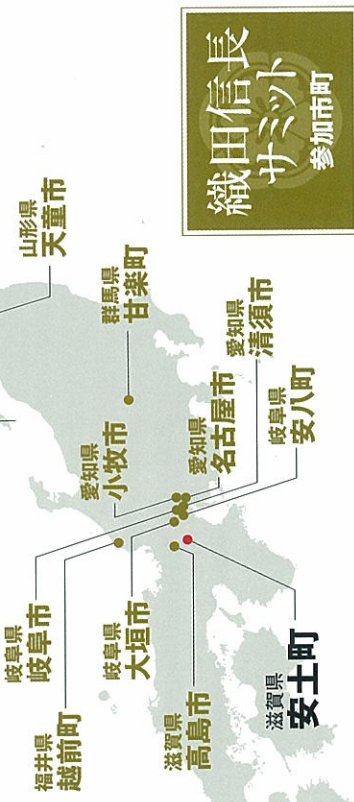 織田信長
サミット
参加市町
山形県
天童市
群馬県
甘楽町
愛知県
小牧市
愛知県
名古屋市
愛知県
清須市
岐阜県
安八町
岐阜県
岐阜市
岐阜県
大垣市
福井県
越前町
滋賀県
高島市
滋賀県
安土町